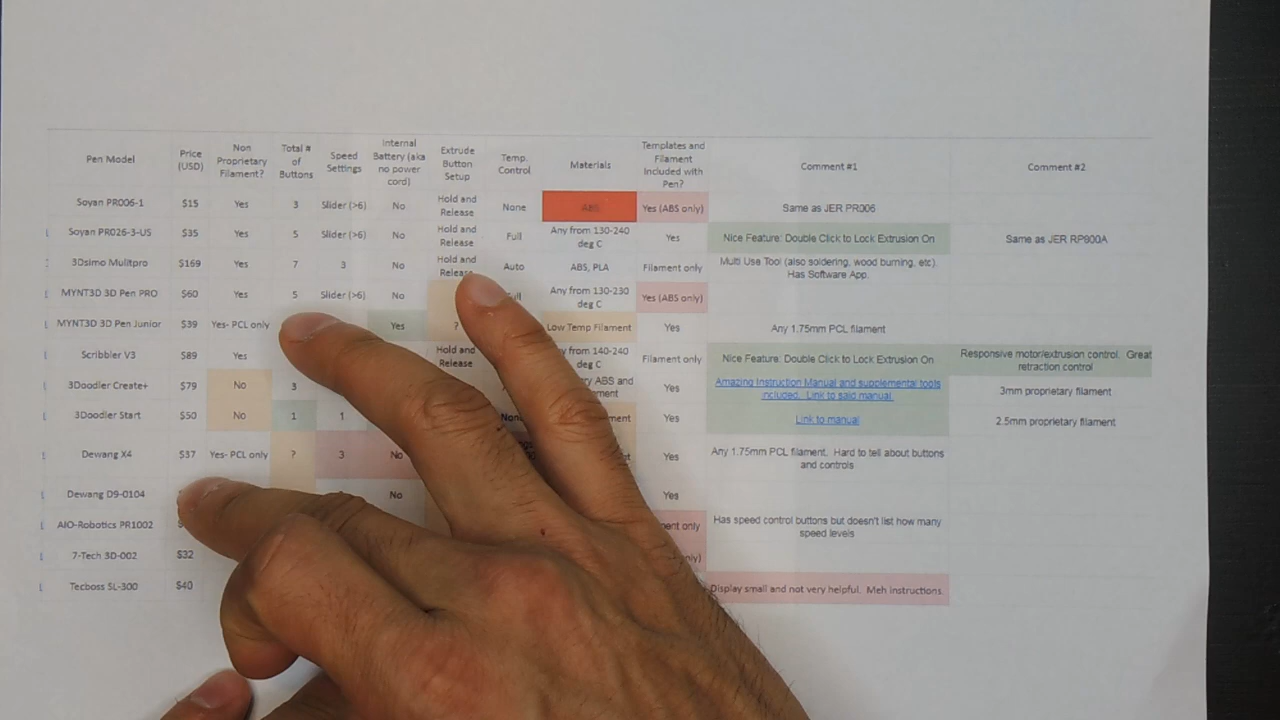 Pen Model Price (USD) Non Proprietary Filament? Total # of Buttons Speed Settings Internal Battery (aka no power cord) Extrude Button Setup Temp. Control Materials Templates and Filament Included with Pen? Comment #1 Comment #2
Soyan PR006-1 $15 Yes 3 Slider (>6) No Hold and Release None ABS Yes (ABS only) Same as JER PR006
Soyan PR026-3-US $35 Yes 5 Slider (>6) No Hold and Release Full Any from 130-240 deg C Yes Nice Feature: Double Click to Lock Extrusion On Same as JER RP800A
3Dsimo Mulitpro $169 Yes 7 3 No Hold and Release Auto ABS, PLA Filament only Multi Use Tool (also soldering, wood burning, etc). Has Software App.
MYNT3D 3D Pen PRO $60 Yes 5 Slider (>6) No Any from 130-230 deg C Yes (ABS only)
MYNT3D 3D Pen Junior $39 Yes- PCL only Yes ? Low Temp Filament Yes Any 1.75mm PCL filament
Scribbler V3 $89 Yes Hold and Release from 140-240 deg C Filament only Nice Feature: Double Click to Lock Extrusion On Responsive motor/extrusion control. Great retraction control
3Doodler Create+ $79 No 3 ABS and Yes Amazing Instruction Manual and supplemental tools included. Link to said manual. 3mm proprietary filament
3Doodler Start $50 No 1 1 Yes Link to manual 2.5mm proprietary filament
Dewang X4 $37 Yes- PCL only ? 3 No Yes Any 1.75mm PCL filament. Hard to tell about buttons and controls
Dewang D9-0104 No Yes
AIO-Robotics PR1002 only Has speed control buttons but doesn't list how many speed levels
7-Tech 3D-002 $32
Tecboss SL-300 $40 Display small and not very helpful. Meh instructions.